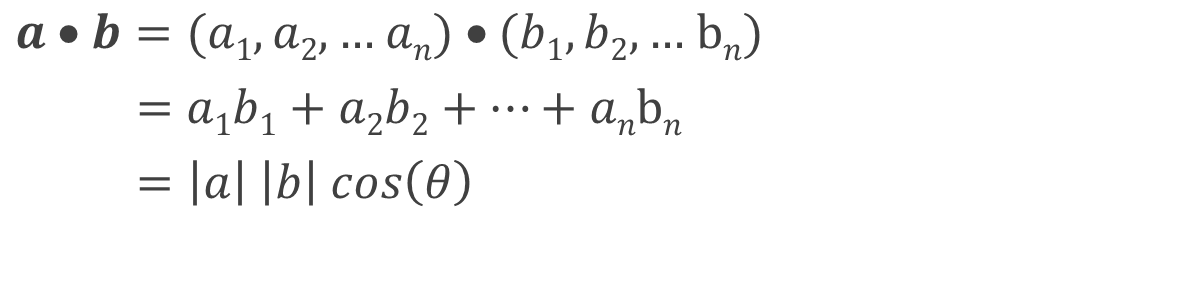 a • b = (a₁, a₂, … aₙ) • (b₁, b₂, … bₙ)
= a₁b₁ + a₂b₂ + ⋯ + aₙbₙ
= |a| |b| cos(θ)